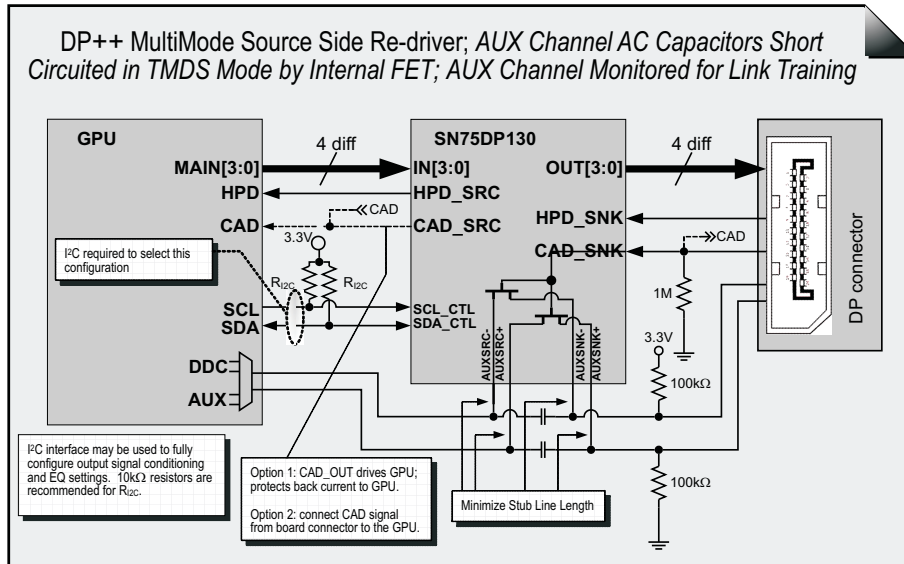 DP++ MultiMode Source Side Re-driver; AUX Channel AC Capacitors Short
Circuited in TMDS Mode by Internal FET; AUX Channel Monitored for Link Training
GPU
SN75DP130
4 diff
4 diff
MAIN[3:0]
IN[3:0]
OUT[3:0]
HPD
HPD_SRC
HPD_SNK
CAD
CAD
CAD_SRC
CAD
CAD_SNK
3.3V
I²C required to select this
configuration
RI2C
RI2C
1M
DP connector
SCL
SCL_CTL
SDA
SDA_CTL
AUXSRC-
AUXSRC+
AUXSNK-
AUXSNK+
3.3V
DDC
100kΩ
AUX
I²C interface may be used to fully
configure output signal conditioning
and EQ settings. 10kΩ resistors are
recommended for RI2C.
Option 1: CAD_OUT drives GPU;
protects back current to GPU.
Option 2: connect CAD signal
from board connector to the GPU.
Minimize Stub Line Length
100kΩ